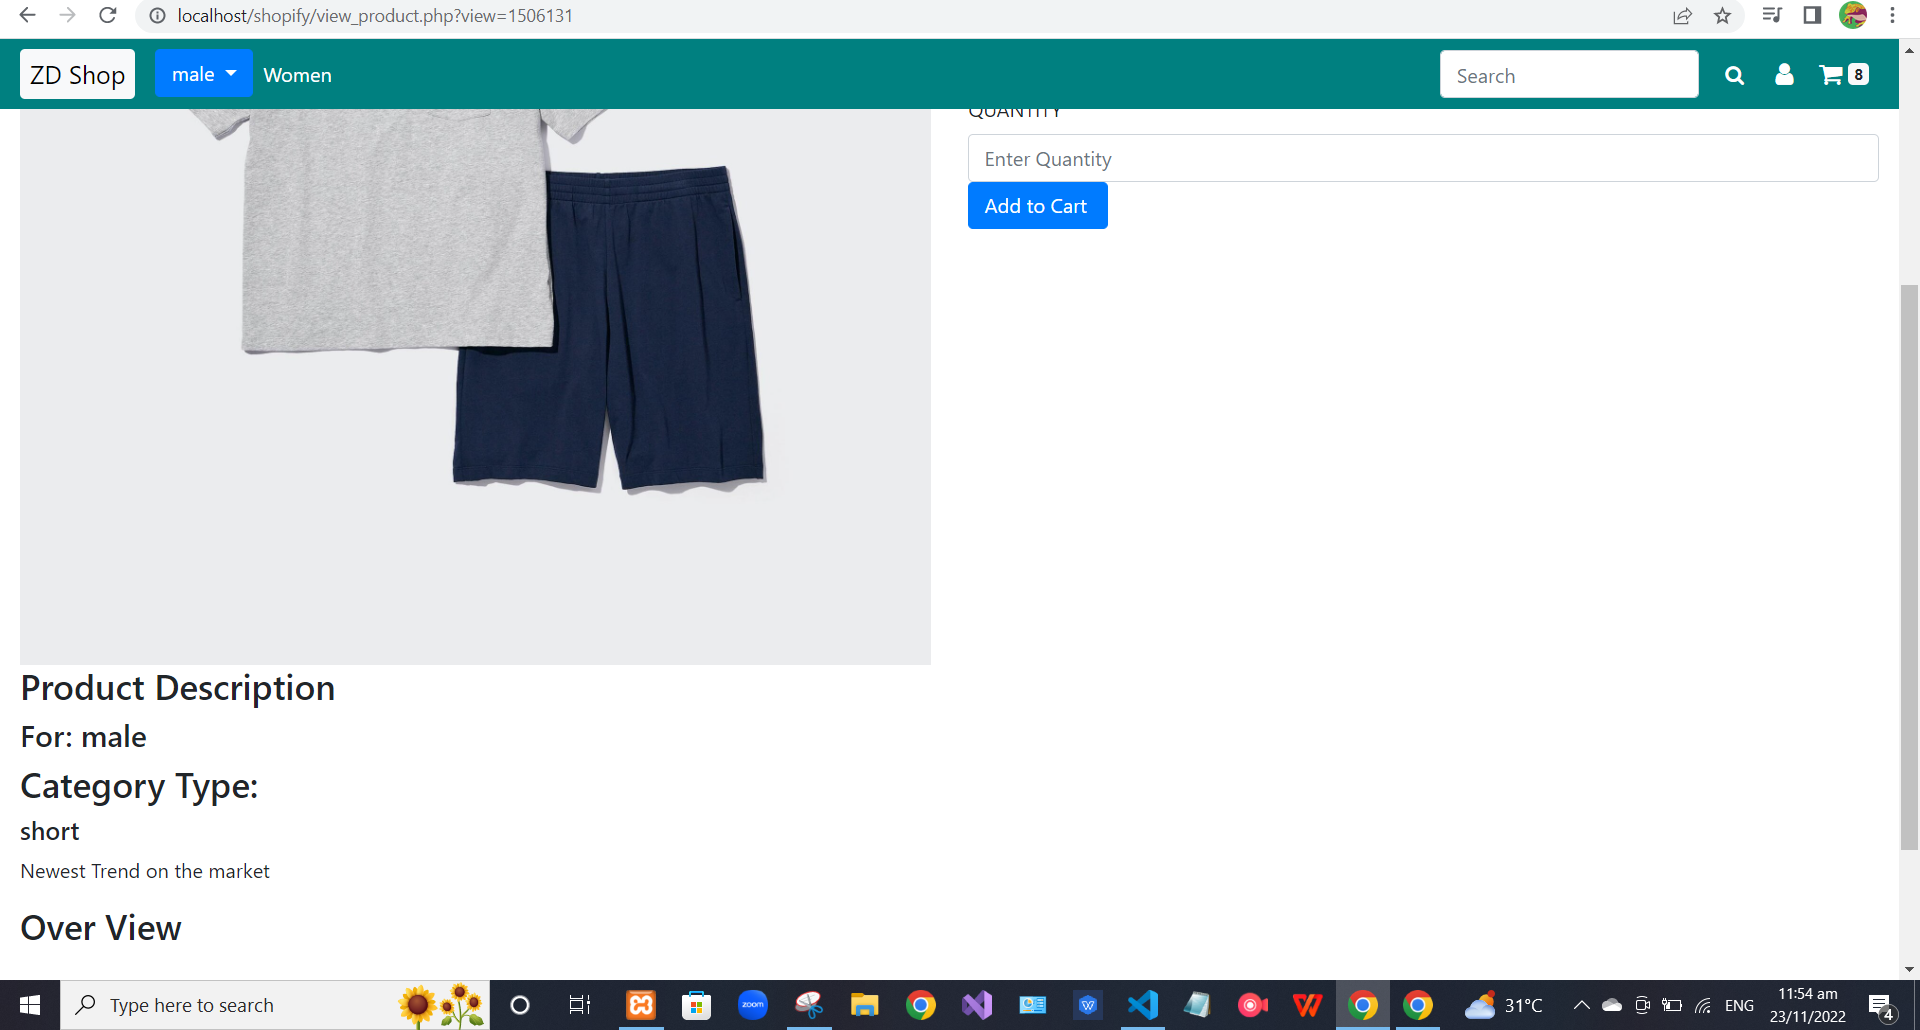 localhost/shopify/view_product.php?view=1506131
ZD Shop
male
Women
Search
8
QUANTITY
Enter Quantity
Add to Cart
Product Description
For: male
Category Type:
short
Newest Trend on the market
Over View
Type here to search
zoom
31°C
ENG
11:54 am
23/11/2022
4